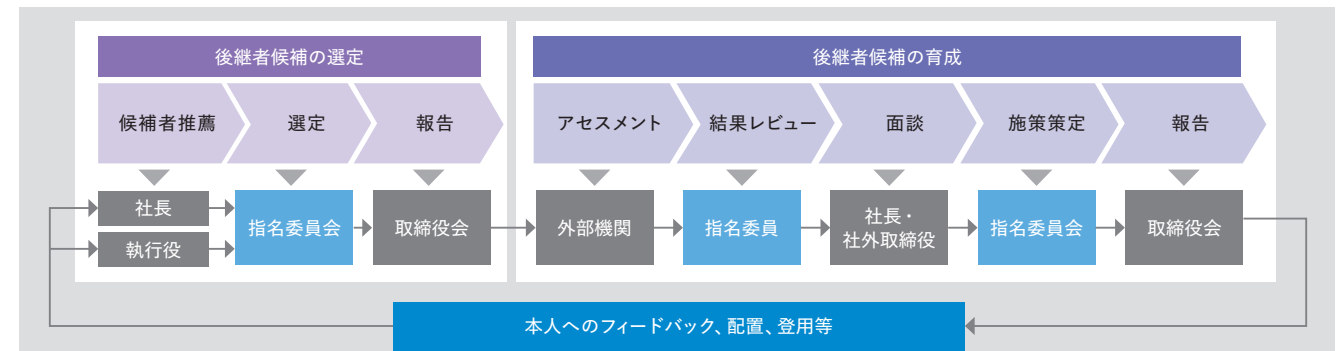 後継者候補の選定
後継者候補の育成
候補者推薦
選定
報告
アセスメント
結果レビュー
面談
施策策定
報告
社長
執行役
指名委員会
取締役会
外部機関
指名委員
社長・
社外取締役
指名委員会
取締役会
本人へのフィードバック、配置、登用等